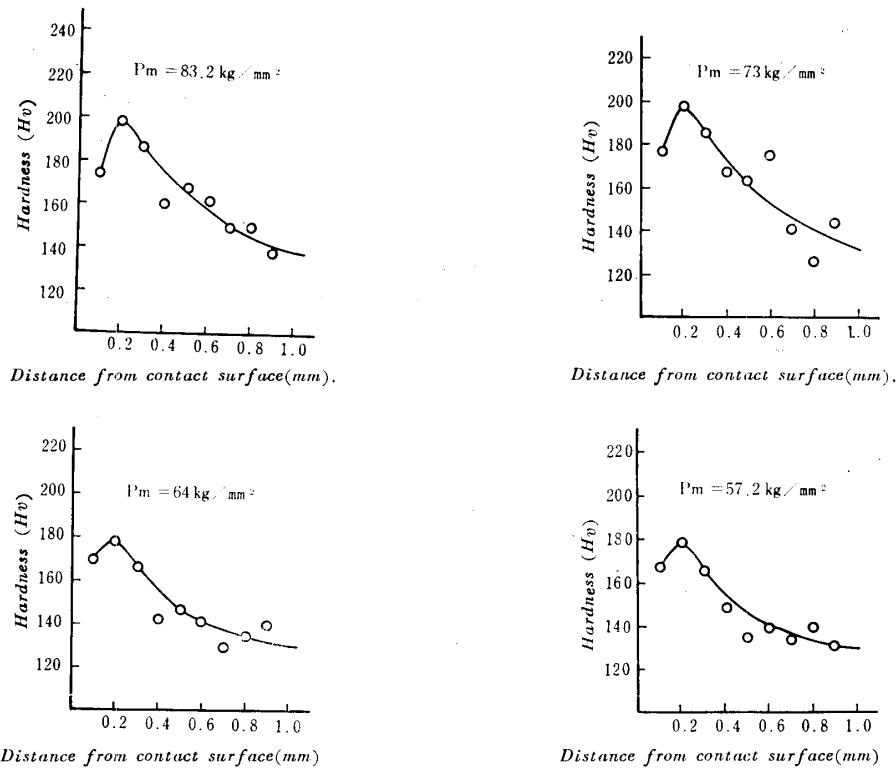 240
220
200
180
160
140
120
Hardness (Hv)
Pm = 83.2 kg/mm²
0.2 0.4 0.6 0.8 1.0
Distance from contact surface(mm).
220
200
180
160
140
120
Hardness (Hv)
Pm = 73 kg/mm²
0.2 0.4 0.6 0.8 1.0
Distance from contact surface(mm).
220
200
180
160
140
120
Hardness (Hv)
Pm = 64 kg/mm²
0.2 0.4 0.6 0.8 1.0
Distance from contact surface(mm)
220
200
180
160
140
120
Hardness (Hv)
Pm = 57.2 kg/mm²
0.2 0.4 0.6 0.8 1.0
Distance from contact surface(mm)